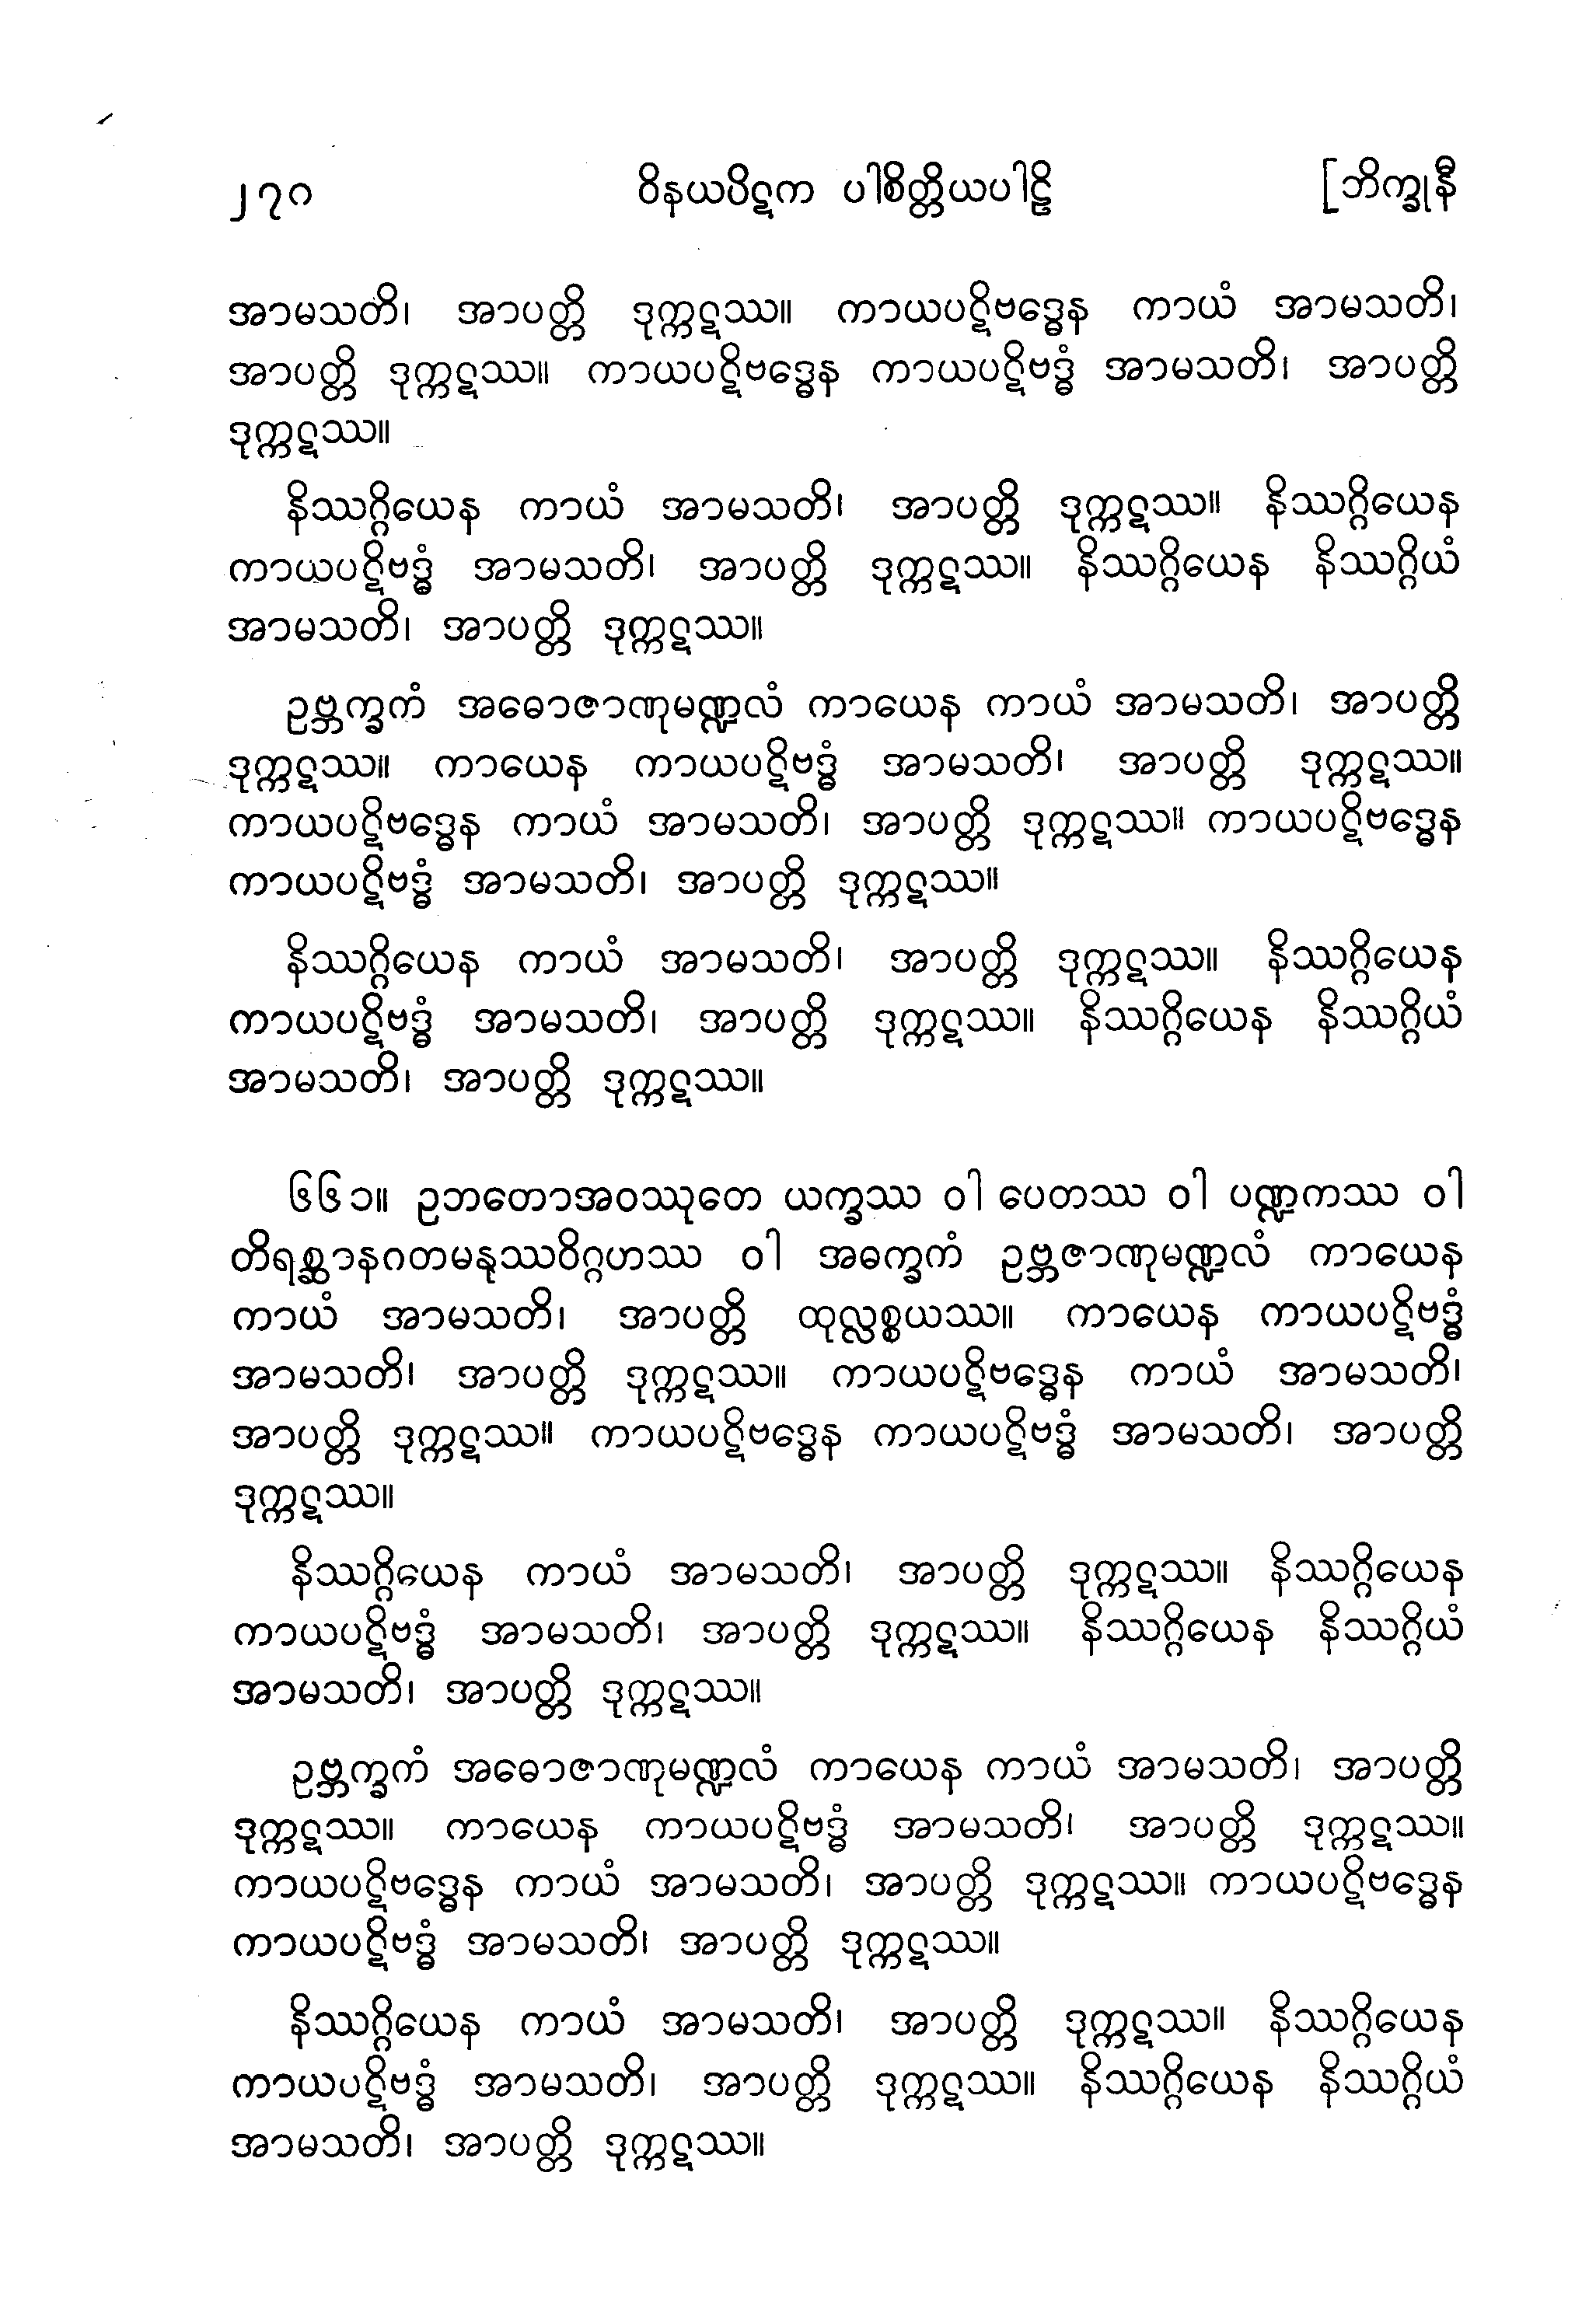 ၂၇၀ ဝိနယပိဋက ပါစိတ္တိယပါဠိ [ဘိက္ခုနီ
အာမသတိ၊ အာပတ္တိ ဒုက္ကဋဿ။ ကာယပဋိဗဒ္ဓေန ကာယံ အာမသတိ၊
အာပတ္တိ ဒုက္ကဋဿ။ ကာယပဋိဗဒ္ဓေန ကာယပဋိဗဒ္ဓံ အာမသတိ၊ အာပတ္တိ
ဒုက္ကဋဿ။
နိဿဂ္ဂိယေန ကာယံ အာမသတိ၊ အာပတ္တိ ဒုက္ကဋဿ။ နိဿဂ္ဂိယေန
ကာယပဋိဗဒ္ဓံ အာမသတိ၊ အာပတ္တိ ဒုက္ကဋဿ။ နိဿဂ္ဂိယေန နိဿဂ္ဂိယံ
အာမသတိ၊ အာပတ္တိ ဒုက္ကဋဿ။
ဥဗ္ဘက္ခကံ အဓောဇာဏုမဏ္ဍလံ ကာယေန ကာယံ အာမသတိ၊ အာပတ္တိ
ဒုက္ကဋဿ။ ကာယေန ကာယပဋိဗဒ္ဓံ အာမသတိ၊ အာပတ္တိ ဒုက္ကဋဿ။
ကာယပဋိဗဒ္ဓေန ကာယံ အာမသတိ၊ အာပတ္တိ ဒုက္ကဋဿ။ ကာယပဋိဗဒ္ဓေန
ကာယပဋိဗဒ္ဓံ အာမသတိ၊ အာပတ္တိ ဒုက္ကဋဿ။
နိဿဂ္ဂိယေန ကာယံ အာမသတိ၊ အာပတ္တိ ဒုက္ကဋဿ။ နိဿဂ္ဂိယေန
ကာယပဋိဗဒ္ဓံ အာမသတိ၊ အာပတ္တိ ဒုက္ကဋဿ။ နိဿဂ္ဂိယေန နိဿဂ္ဂိယံ
အာမသတိ၊ အာပတ္တိ ဒုက္ကဋဿ။
၆၆၁။ ဥဘတောအဝဿုတေ ယက္ခဿ ဝါ ပေတဿ ဝါ ပဏ္ဍကဿ ဝါ
တိရစ္ဆာနဂတမနုဿဝိဂ္ဂဟဿ ဝါ အဓက္ခကံ ဥဗ္ဘဇာဏုမဏ္ဍလံ ကာယေန
ကာယံ အာမသတိ၊ အာပတ္တိ ထုလ္လစ္စယဿ။ ကာယေန ကာယပဋိဗဒ္ဓံ
အာမသတိ၊ အာပတ္တိ ဒုက္ကဋဿ။ ကာယပဋိဗဒ္ဓေန ကာယံ အာမသတိ၊
အာပတ္တိ ဒုက္ကဋဿ။ ကာယပဋိဗဒ္ဓေန ကာယပဋိဗဒ္ဓံ အာမသတိ၊ အာပတ္တိ
ဒုက္ကဋဿ။
နိဿဂ္ဂိယေန ကာယံ အာမသတိ၊ အာပတ္တိ ဒုက္ကဋဿ။ နိဿဂ္ဂိယေန
ကာယပဋိဗဒ္ဓံ အာမသတိ၊ အာပတ္တိ ဒုက္ကဋဿ။ နိဿဂ္ဂိယေန နိဿဂ္ဂိယံ
အာမသတိ၊ အာပတ္တိ ဒုက္ကဋဿ။
ဥဗ္ဘက္ခကံ အဓောဇာဏုမဏ္ဍလံ ကာယေန ကာယံ အာမသတိ၊ အာပတ္တိ
ဒုက္ကဋဿ။ ကာယေန ကာယပဋိဗဒ္ဓံ အာမသတိ၊ အာပတ္တိ ဒုက္ကဋဿ။
ကာယပဋိဗဒ္ဓေန ကာယံ အာမသတိ၊ အာပတ္တိ ဒုက္ကဋဿ။ ကာယပဋိဗဒ္ဓေန
ကာယပဋိဗဒ္ဓံ အာမသတိ၊ အာပတ္တိ ဒုက္ကဋဿ။
နိဿဂ္ဂိယေန ကာယံ အာမသတိ၊ အာပတ္တိ ဒုက္ကဋဿ။ နိဿဂ္ဂိယေန
ကာယပဋိဗဒ္ဓံ အာမသတိ၊ အာပတ္တိ ဒုက္ကဋဿ။ နိဿဂ္ဂိယေန နိဿဂ္ဂိယံ
အာမသတိ၊ အာပတ္တိ ဒုက္ကဋဿ။